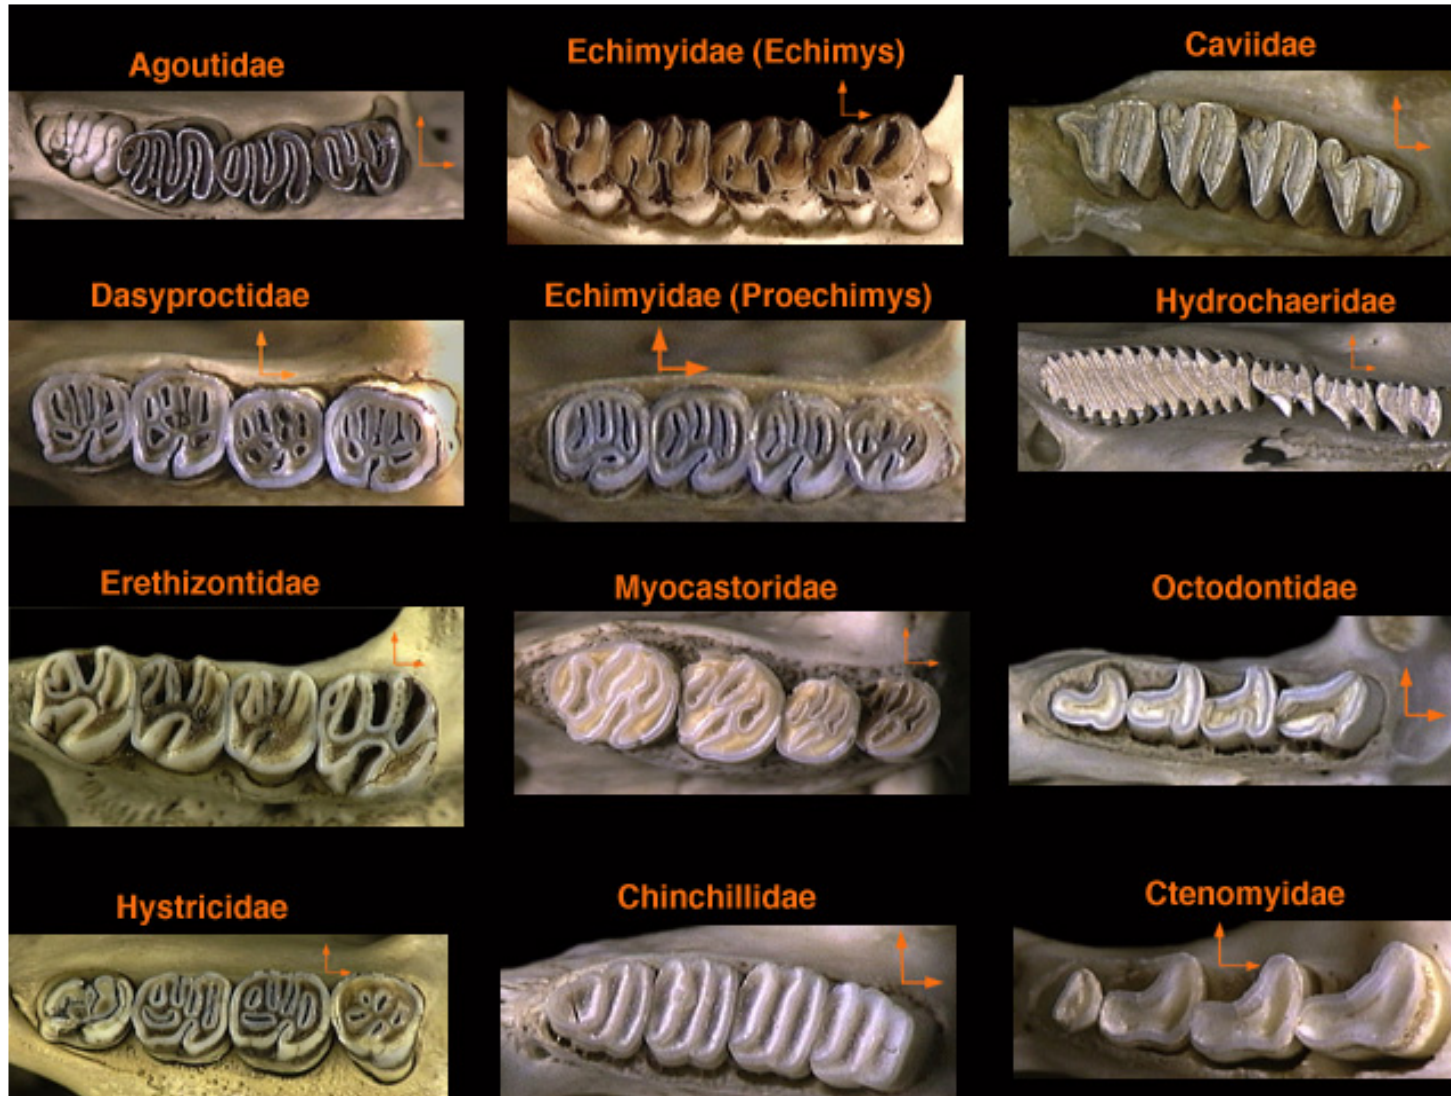 Agoutidae
Echimyidae (Echimys)
Caviidae
Dasyproctidae
Echimyidae (Proechimys)
Hydrochaeridae
Erethizontidae
Myocastoridae
Octodontidae
Hystricidae
Chinchillidae
Ctenomyidae